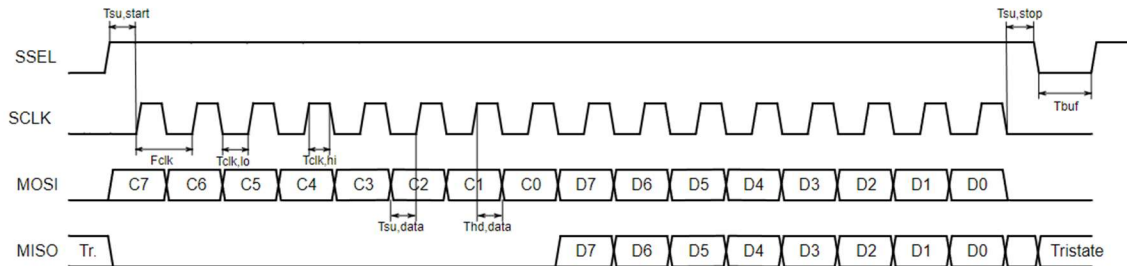 Tsu,start Tsu,stop
SSEL
Tbuf
SCLK
Fclk Tclk,lo Tclk,hi
MOSI C7 C6 C5 C4 C3 C2 C1 C0 D7 D6 D5 D4 D3 D2 D1 D0
Tsu,data Thd,data
MISO Tr. D7 D6 D5 D4 D3 D2 D1 D0 Tristate